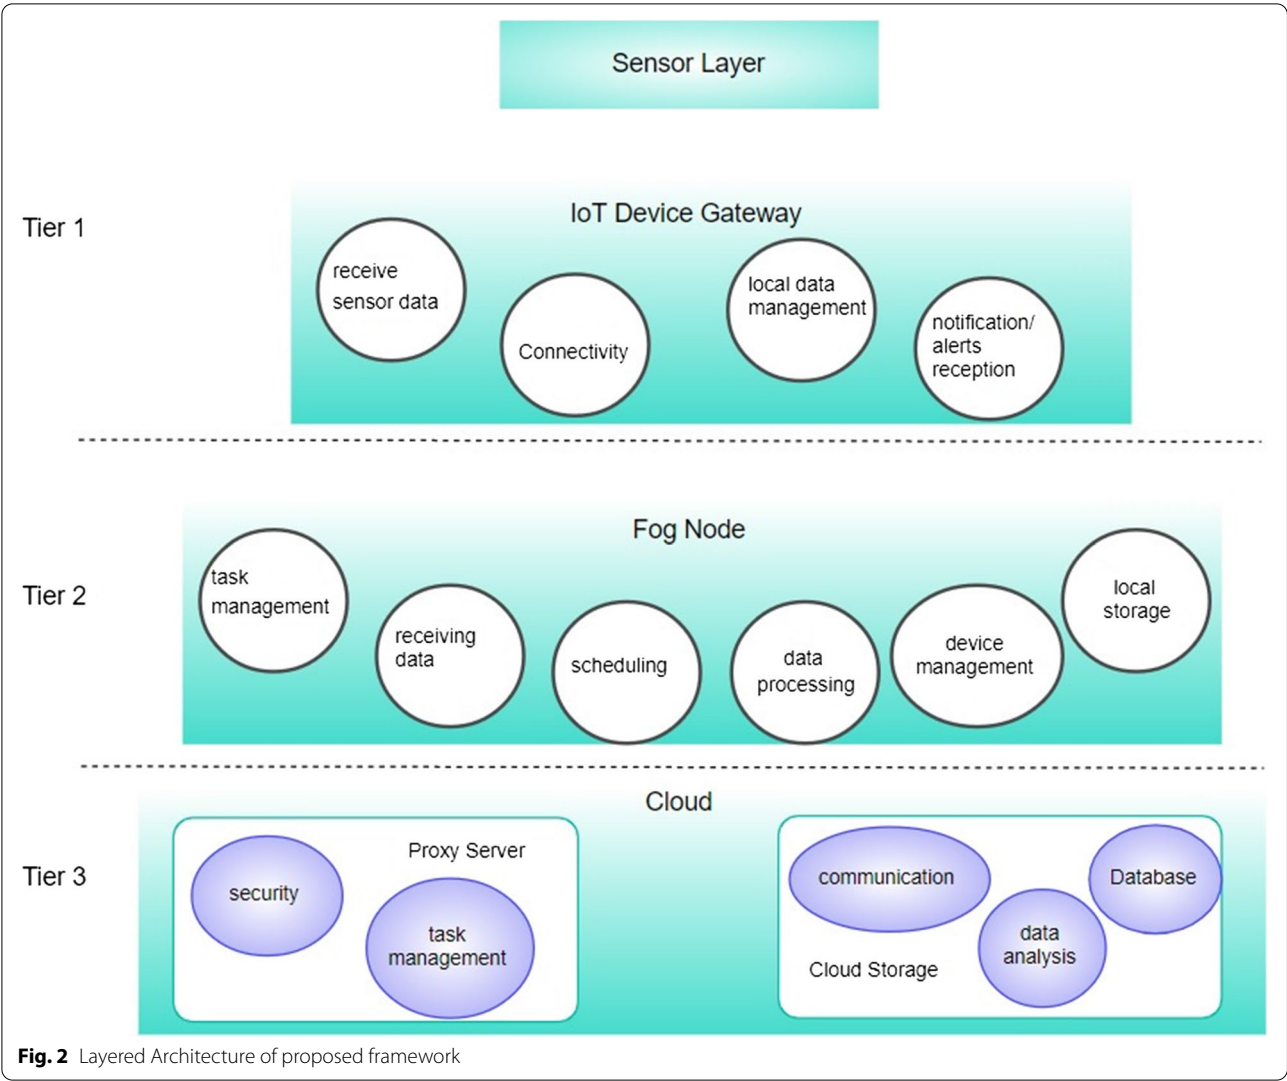 Sensor Layer
Tier 1
IoT Device Gateway
receive
sensor data
Connectivity
local data
management
notification/
alerts
reception
Tier 2
Fog Node
task
management
receiving
data
scheduling
data
processing
device
management
local
storage
Tier 3
Cloud
security
Proxy Server
task
management
communication
Database
data
analysis
Cloud Storage
Fig. 2 Layered Architecture of proposed framework